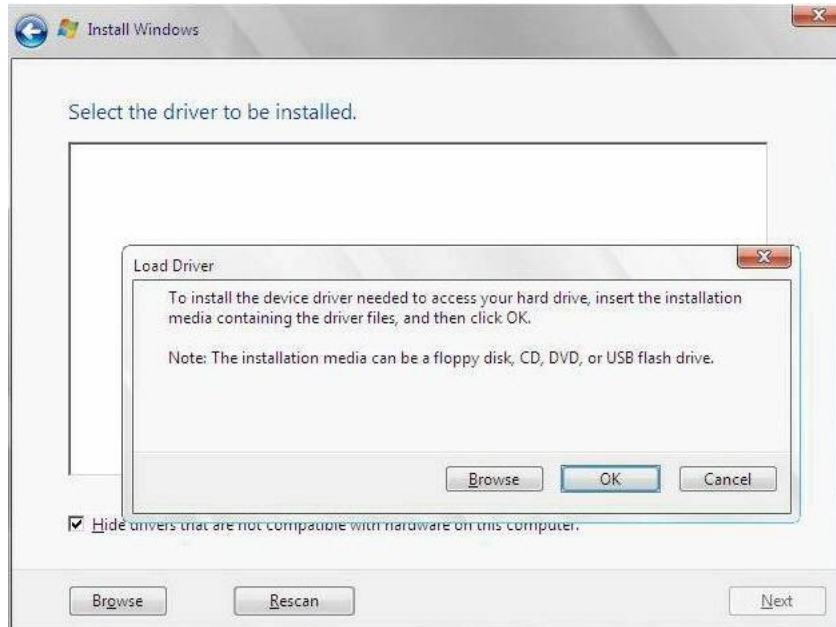 Install Windows
Select the driver to be installed.
Load Driver
To install the device driver needed to access your hard drive, insert the installation
media containing the driver files, and then click OK.
Note: The installation media can be a floppy disk, CD, DVD, or USB flash drive.
Browse OK Cancel
Hide drivers that are not compatible with hardware on this computer.
Browse Rescan Next